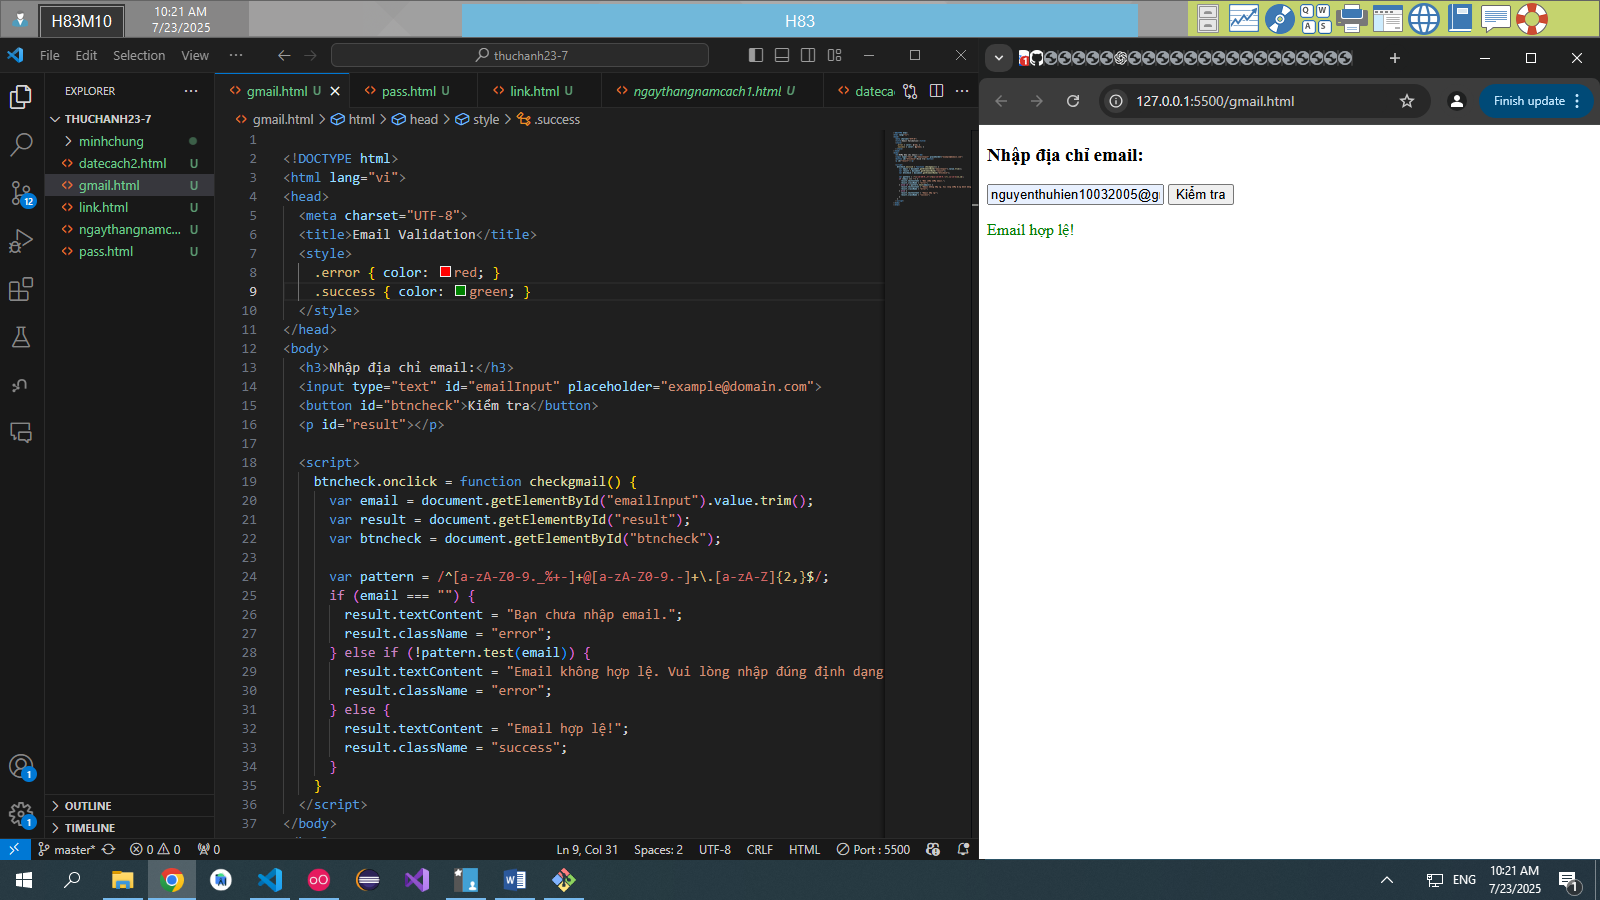 H83M10
10:21 AM
7/23/2025
H83
File Edit Selection View ···
thuchanh23-7
EXPLORER
THUCHANH23-7
minhchung
datecach2.html U
gmail.html U
link.html U
ngaythangnamc... U
pass.html U
OUTLINE
TIMELINE
gmail.html U
pass.html U
link.html U
ngaythangnamcach1.html U
gmail.html > html > head > style > .success
1
2 <!DOCTYPE html>
3 <html lang="vi">
4 <head>
5 <meta charset="UTF-8">
6 <title>Email Validation</title>
7 <style>
8 .error { color: red; }
9 .success { color: green; }
10 </style>
11 </head>
12 <body>
13 <h3>Nhập địa chỉ email:</h3>
14 <input type="text" id="emailInput" placeholder="example@domain.com">
15 <button id="btncheck">Kiểm tra</button>
16 <p id="result"></p>
17
18 <script>
19 btncheck.onclick = function checkgmail() {
20 var email = document.getElementById("emailInput").value.trim();
21 var result = document.getElementById("result");
22 var btncheck = document.getElementById("btncheck");
23
24 var pattern = /^[a-zA-Z0-9._%+-]+@[a-zA-Z0-9.-]+\.[a-zA-Z]{2,}$/;
25 if (email === "") {
26 result.textContent = "Bạn chưa nhập email.";
27 result.className = "error";
28 } else if (!pattern.test(email)) {
29 result.textContent = "Email không hợp lệ. Vui lòng nhập đúng định dạng
30 result.className = "error";
31 } else {
32 result.textContent = "Email hợp lệ!";
33 result.className = "success";
34 }
35 }
36 </script>
37 </body>
master* 0 0 0
Ln 9, Col 31 Spaces: 2 UTF-8 CRLF HTML Port : 5500
127.0.0.1:5500/gmail.html
Finish update
Nhập địa chỉ email:
nguyenthuhien10032005@g
Kiểm tra
Email hợp lệ!
ENG
10:21 AM
7/23/2025